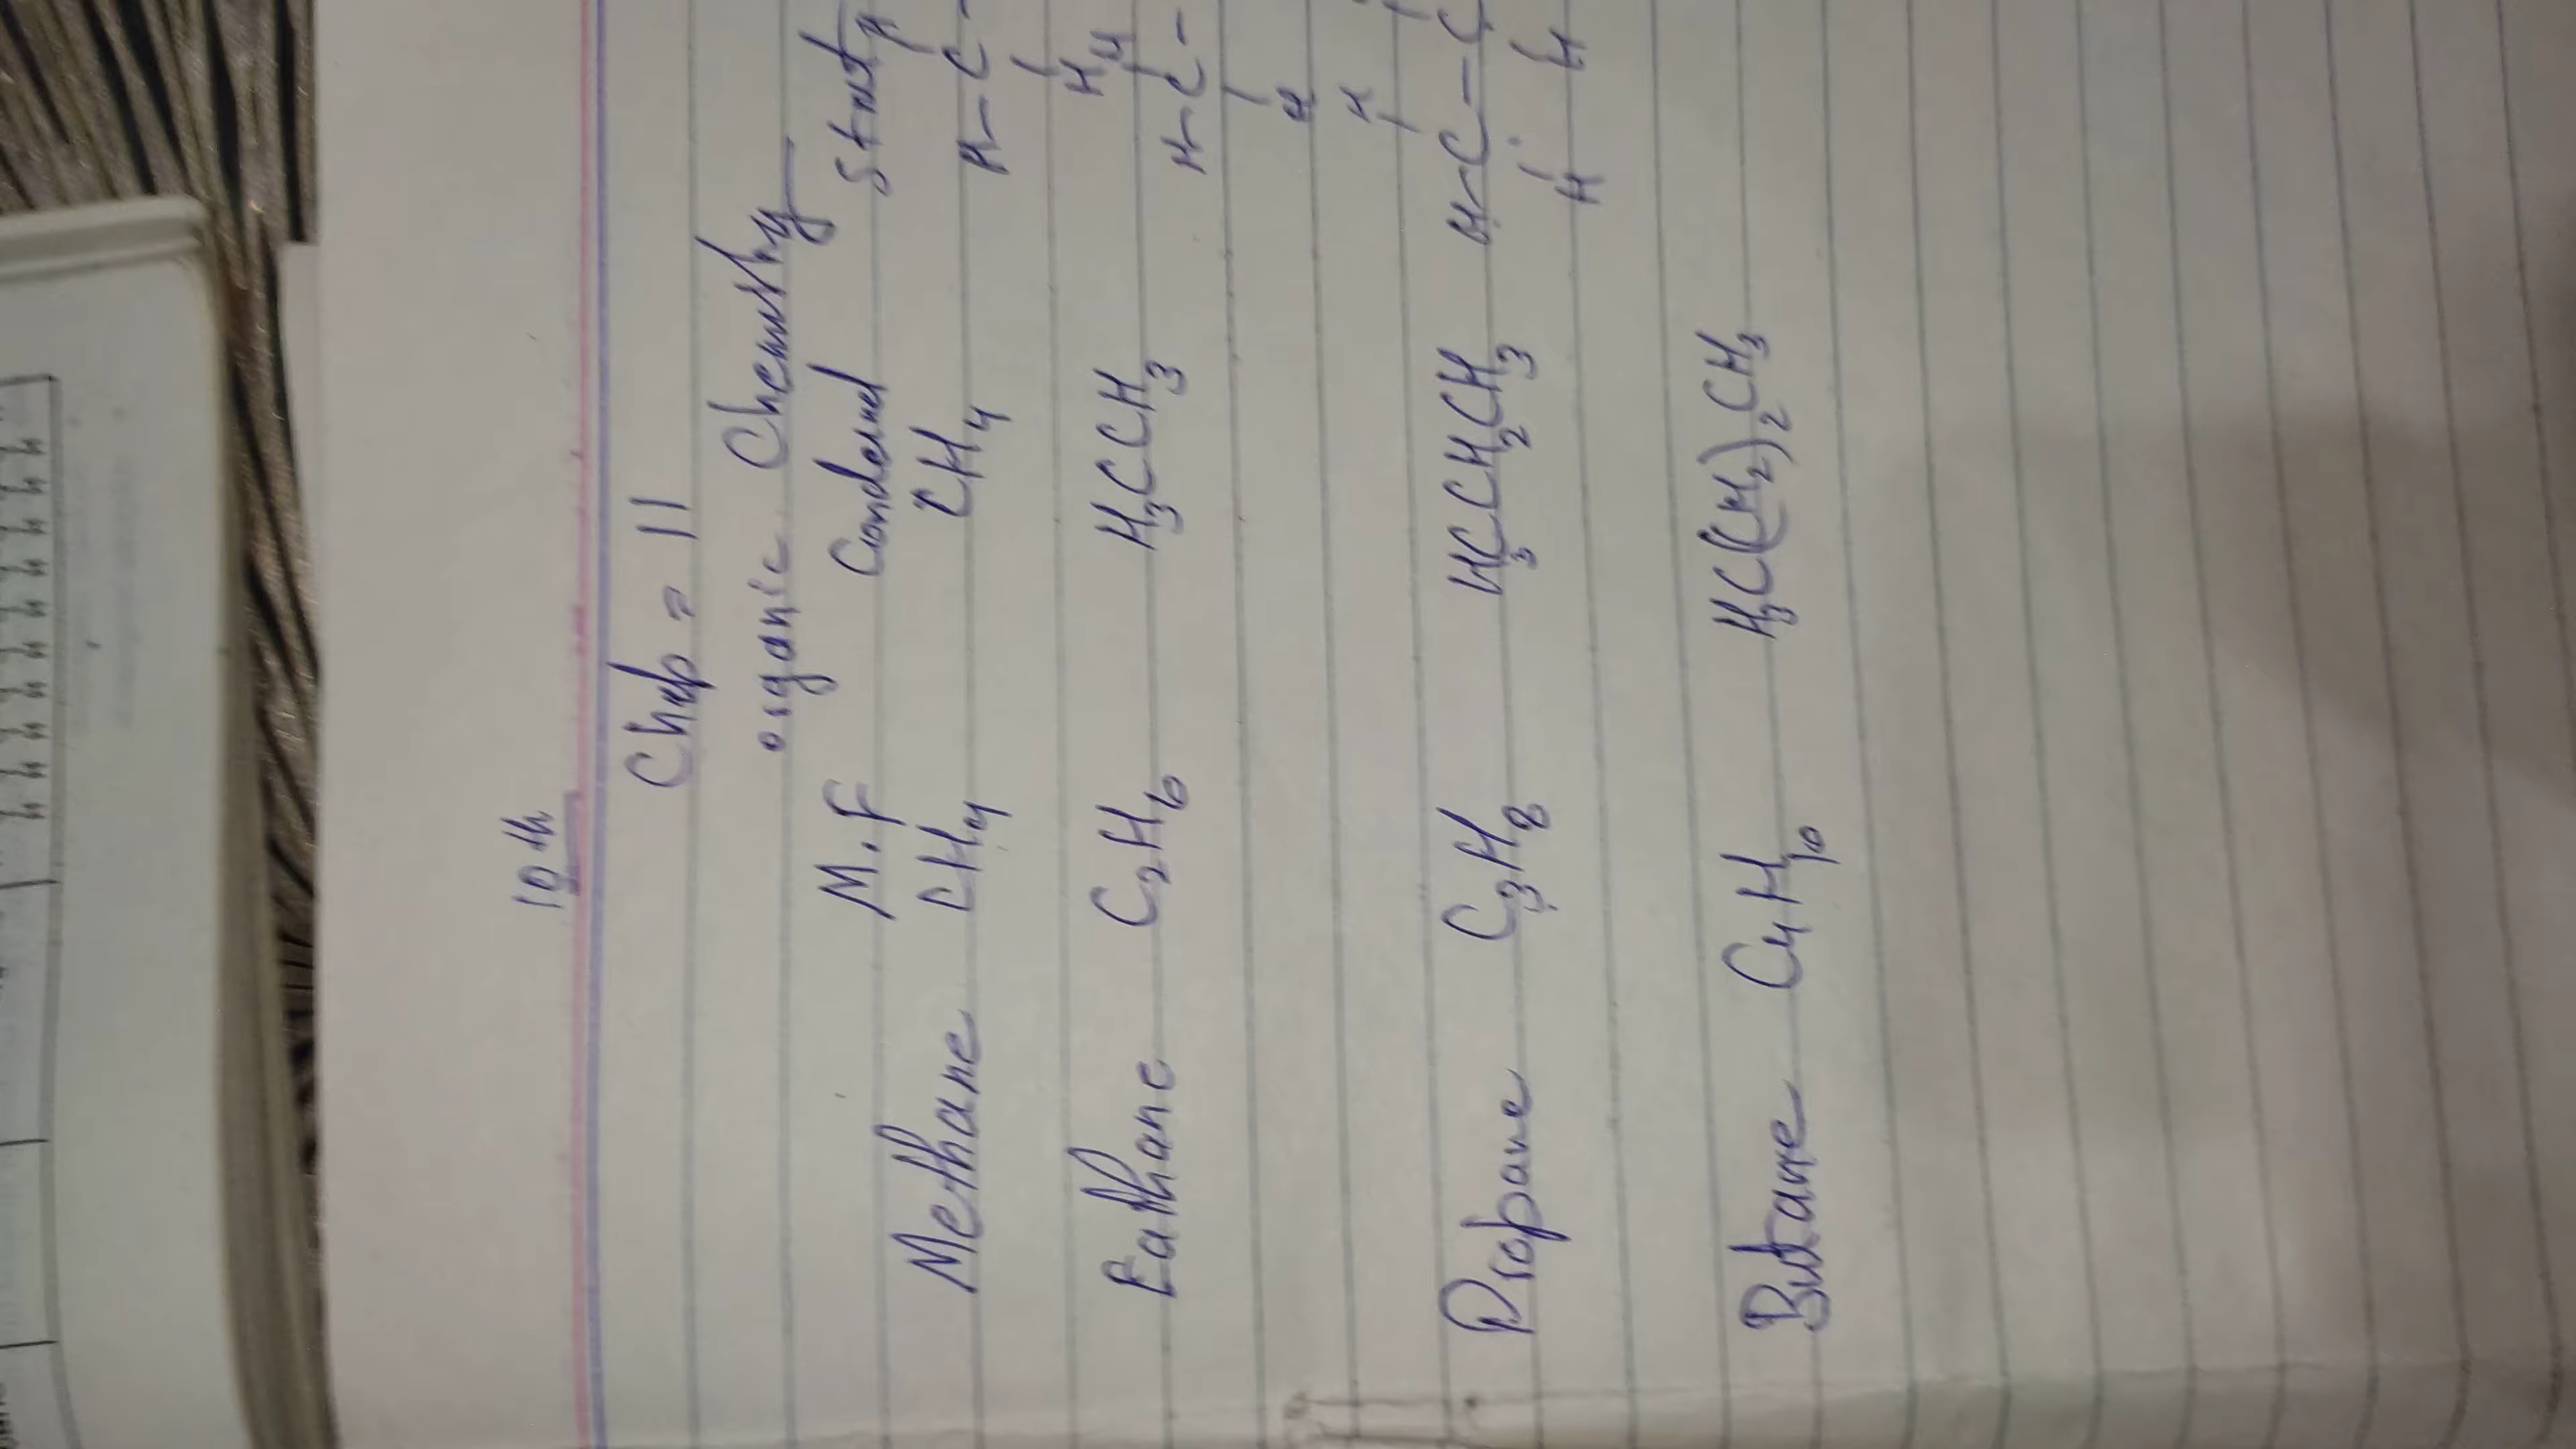 10th
Chap = 11
organic Chemistry
M.F Condensed Struct
Methane CH4 CH4 H-C-
H
H
Eathane C2H6 H3CCH3 H-C-
H
H
Propane C3H8 H3CCH2CH3 H-C-C
H H
Butane C4H10 H3C(CH2)2CH3